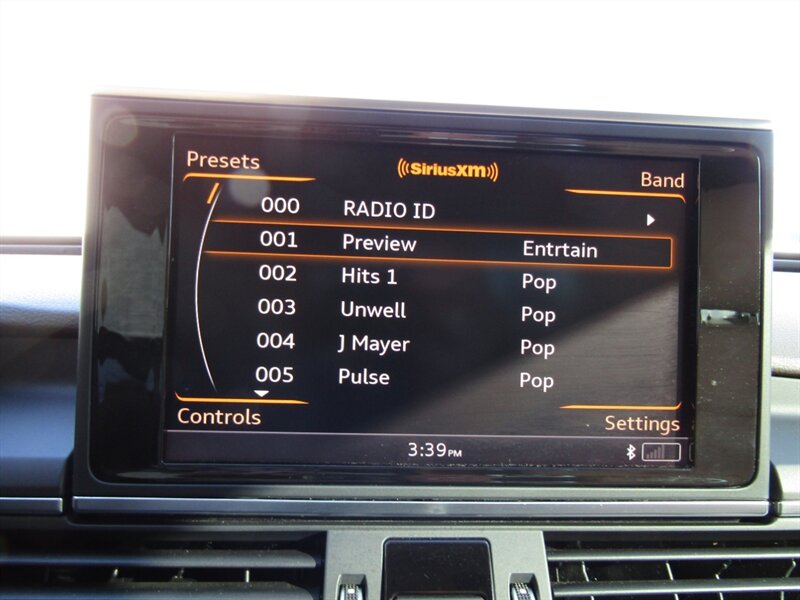 Presets
SiriusXM
Band
000 RADIO ID
001 Preview Entrtain
002 Hits 1 Pop
003 Unwell Pop
004 J Mayer Pop
005 Pulse Pop
Controls
Settings
3:39PM